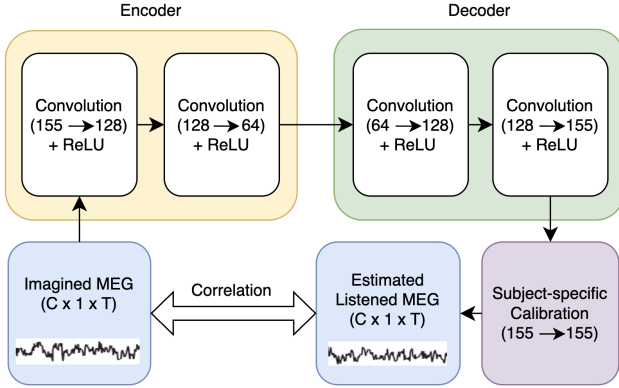 Encoder
Decoder
Convolution
(155 → 128)
+ ReLU
Convolution
(128 → 64)
+ ReLU
Convolution
(64 → 128)
+ ReLU
Convolution
(128 → 155)
+ ReLU
Imagined MEG
(C x 1 x T)
Correlation
Estimated
Listened MEG
(C x 1 x T)
Subject-specific
Calibration
(155 → 155)